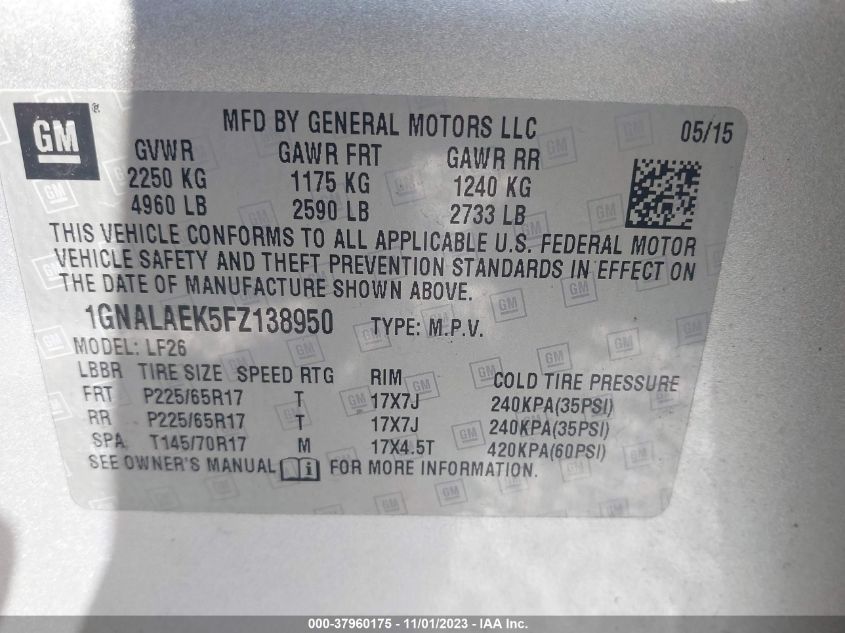 GM ®
MFD BY GENERAL MOTORS LLC 05/15
GVWR GAWR FRT GAWR RR
2250 KG 1175 KG 1240 KG
4960 LB 2590 LB 2733 LB
THIS VEHICLE CONFORMS TO ALL APPLICABLE U.S. FEDERAL MOTOR
VEHICLE SAFETY AND THEFT PREVENTION STANDARDS IN EFFECT ON
THE DATE OF MANUFACTURE SHOWN ABOVE.
1GNALAEK5FZ138950 TYPE: M.P.V.
MODEL: LF26
LBBR TIRE SIZE SPEED RTG RIM COLD TIRE PRESSURE
FRT P225/65R17 T 17X7J 240KPA(35PSI)
RR P225/65R17 T 17X7J 240KPA(35PSI)
SPA T145/70R17 M 17X4.5T 420KPA(60PSI)
SEE OWNER'S MANUAL i FOR MORE INFORMATION.
000-37960175 - 11/01/2023 - IAA Inc.